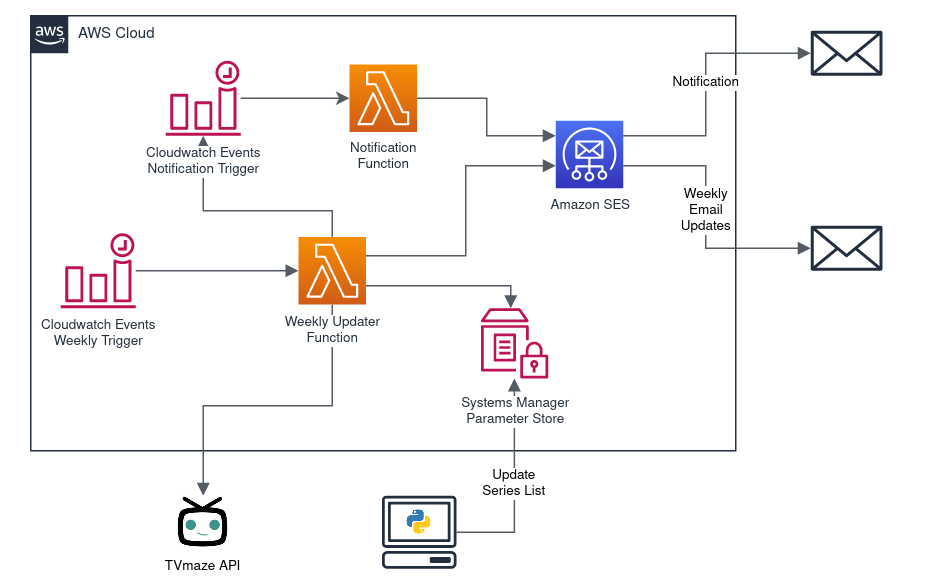 aws
AWS Cloud
Notification
Cloudwatch Events
Notification Trigger
Notification
Function
Amazon SES
Weekly
Email
Updates
Cloudwatch Events
Weekly Trigger
Weekly Updater
Function
Systems Manager
Parameter Store
Update
Series List
TVmaze API